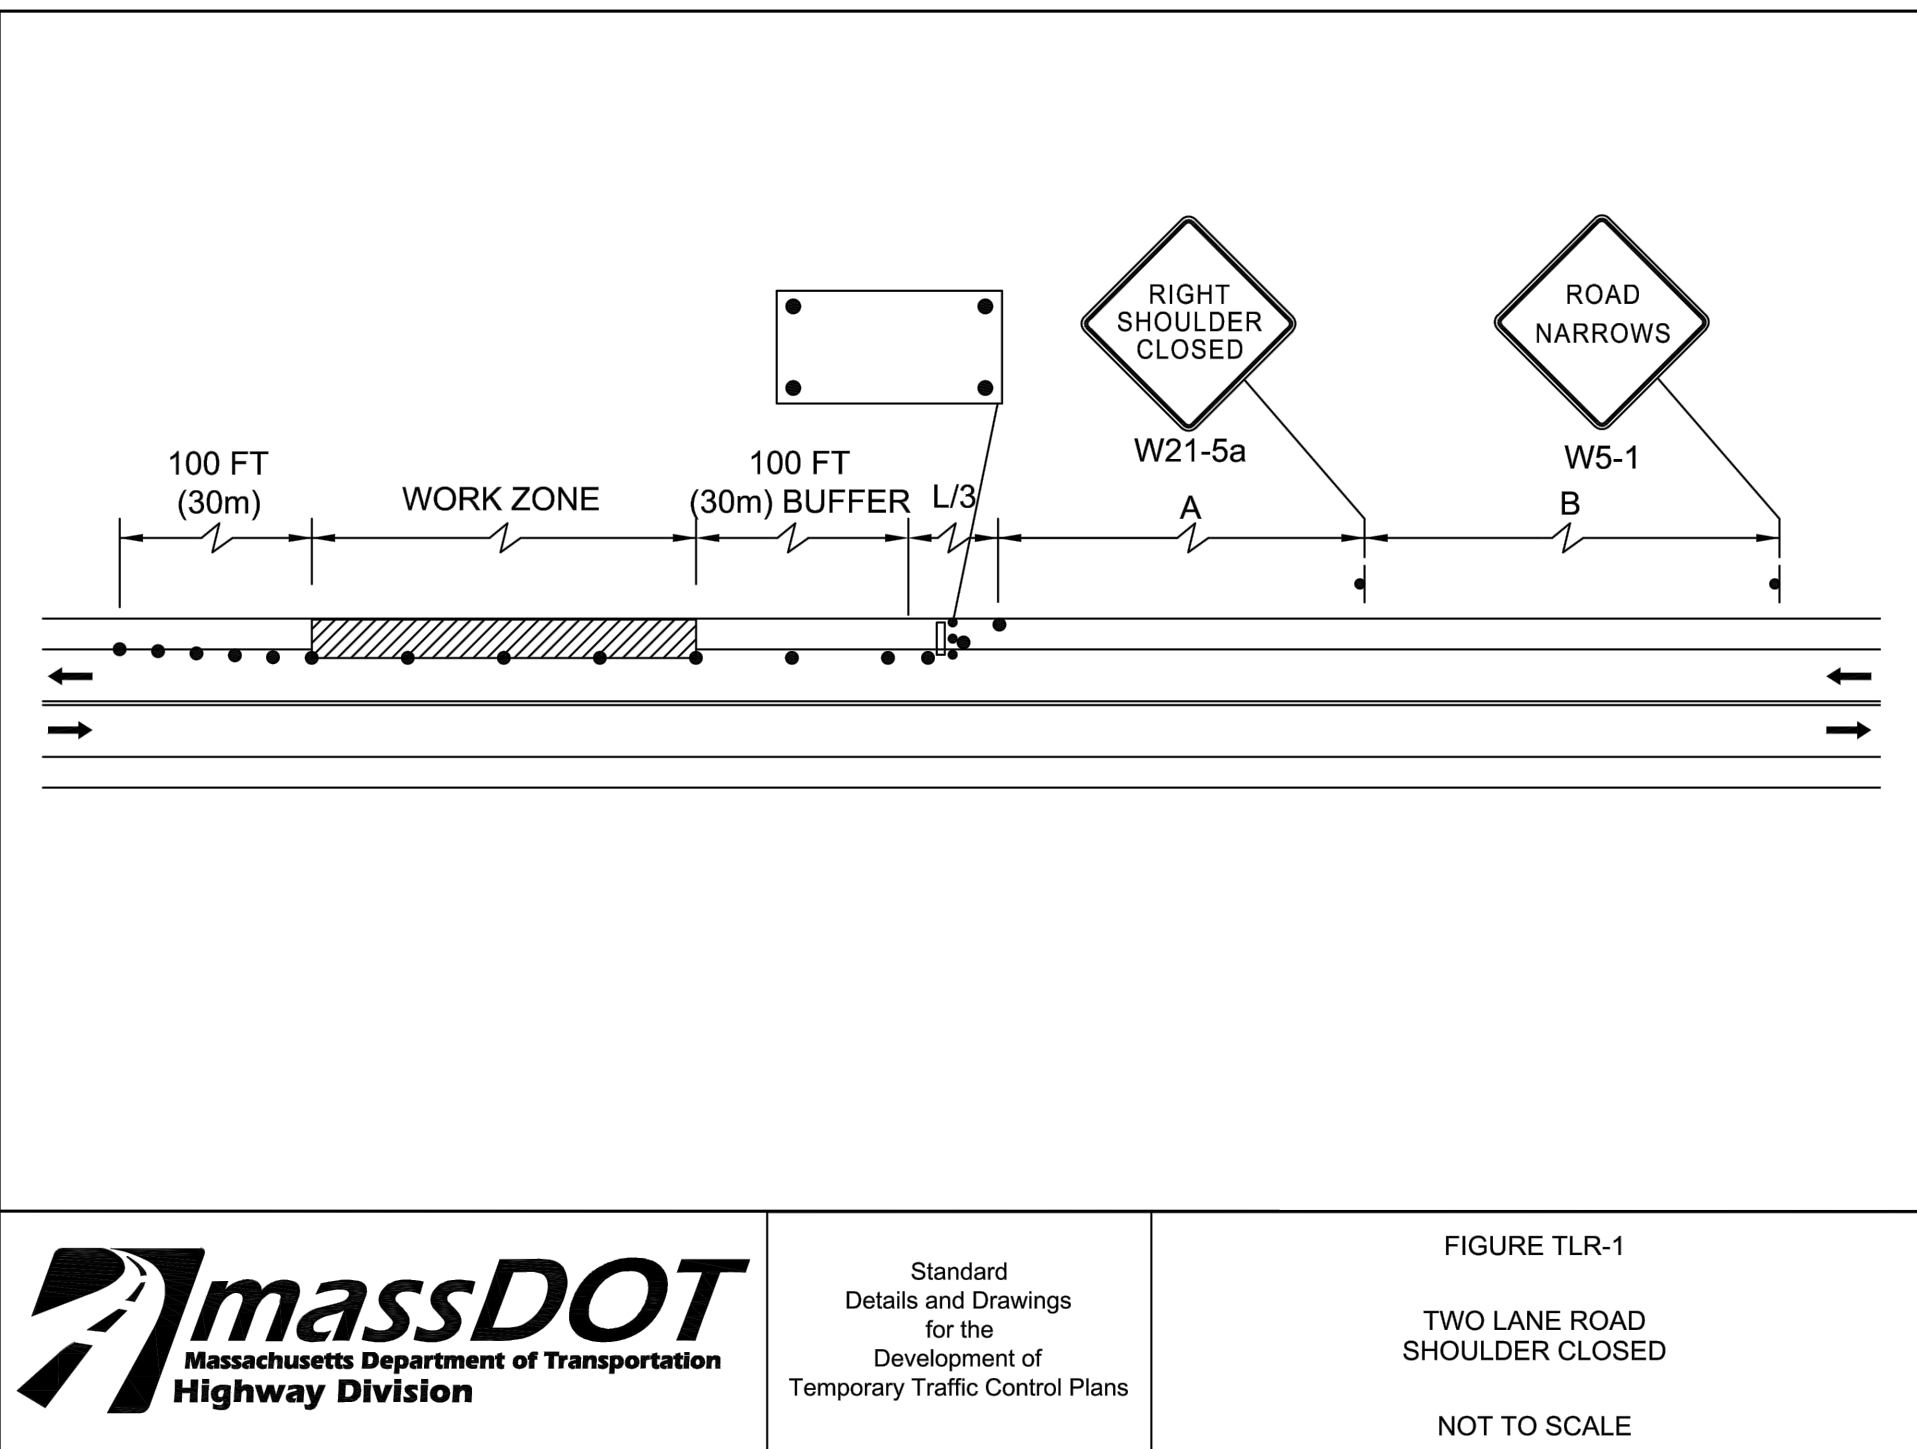 RIGHT
SHOULDER
CLOSED
ROAD
NARROWS
W21-5a
W5-1
100 FT
(30m)
WORK ZONE
100 FT
(30m) BUFFER
L/3
A
B
massDOT
Massachusetts Department of Transportation
Highway Division
Standard
Details and Drawings
for the
Development of
Temporary Traffic Control Plans
FIGURE TLR-1
TWO LANE ROAD
SHOULDER CLOSED
NOT TO SCALE